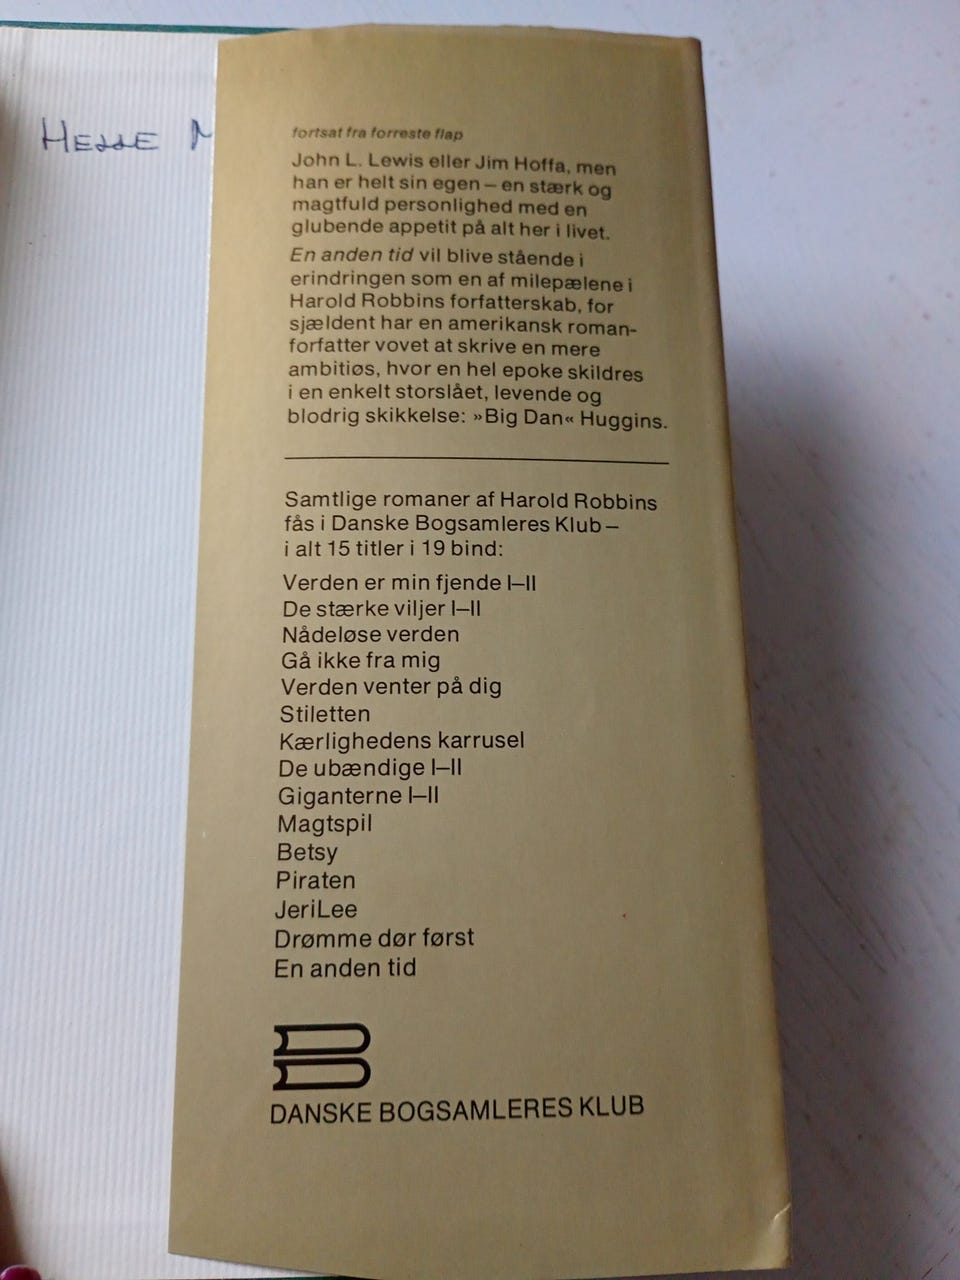 HESSE
fortsat fra forreste flap
John L. Lewis eller Jim Hoffa, men
han er helt sin egen – en stærk og
magtfuld personlighed med en
glubende appetit på alt her i livet.
En anden tid vil blive stående i
erindringen som en af milepælene i
Harold Robbins forfatterskab, for
sjældent har en amerikansk roman-
forfatter vovet at skrive en mere
ambitiøs, hvor en hel epoke skildres
i en enkelt storslået, levende og
blodrig skikkelse: »Big Dan« Huggins.
Samtlige romaner af Harold Robbins
fås i Danske Bogsamleres Klub –
i alt 15 titler i 19 bind:
Verden er min fjende I–II
De stærke viljer I–II
Nådeløse verden
Gå ikke fra mig
Verden venter på dig
Stiletten
Kærlighedens karrusel
De ubændige I–II
Giganterne I–II
Magtspil
Betsy
Piraten
JeriLee
Drømme dør først
En anden tid
DANSKE BOGSAMLERES KLUB